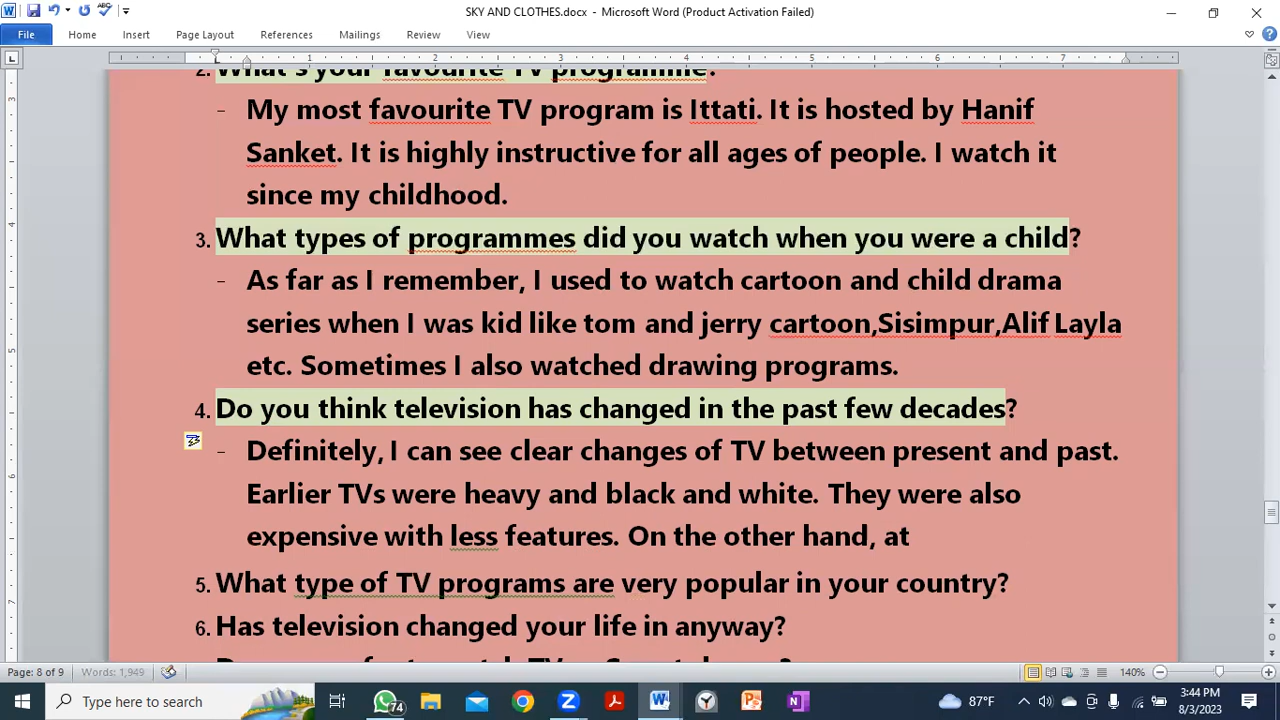 SKY AND CLOTHES.docx - Microsoft Word (Product Activation Failed)
File Home Insert Page Layout References Mailings Review View
2. What's your favourite TV programme?
- My most favourite TV program is Ittati. It is hosted by Hanif
Sanket. It is highly instructive for all ages of people. I watch it
since my childhood.
3. What types of programmes did you watch when you were a child?
- As far as I remember, I used to watch cartoon and child drama
series when I was kid like tom and jerry cartoon,Sisimpur,Alif Layla
etc. Sometimes I also watched drawing programs.
4. Do you think television has changed in the past few decades?
- Definitely, I can see clear changes of TV between present and past.
Earlier TVs were heavy and black and white. They were also
expensive with less features. On the other hand, at
5. What type of TV programs are very popular in your country?
6. Has television changed your life in anyway?
Page: 8 of 9 Words: 1,949 140%
Type here to search 74 87°F 3:44 PM
8/3/2023